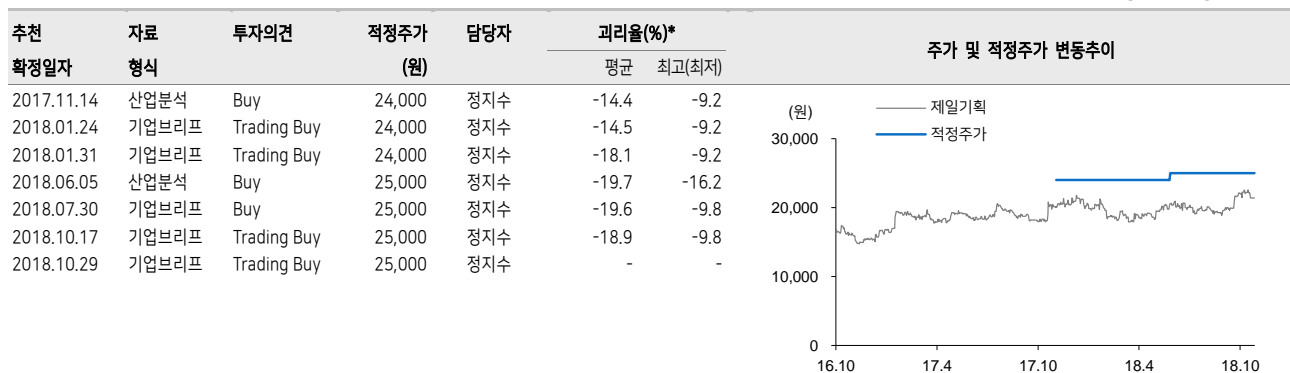 추천 자료 투자의견 적정주가 담당자 괴리율(%)* 주가 및 적정주가 변동추이
확정일자 형식 (원) 평균 최고(최저)
2017.11.14 산업분석 Buy 24,000 정지수 -14.4 -9.2
2018.01.24 기업브리프 Trading Buy 24,000 정지수 -14.5 -9.2
2018.01.31 기업브리프 Trading Buy 24,000 정지수 -18.1 -9.2
2018.06.05 산업분석 Buy 25,000 정지수 -19.7 -16.2
2018.07.30 기업브리프 Buy 25,000 정지수 -19.6 -9.8
2018.10.17 기업브리프 Trading Buy 25,000 정지수 -18.9 -9.8
2018.10.29 기업브리프 Trading Buy 25,000 정지수 - -
(원)
제일기획
적정주가
30,000
20,000
10,000
0
16.10 17.4 17.10 18.4 18.10